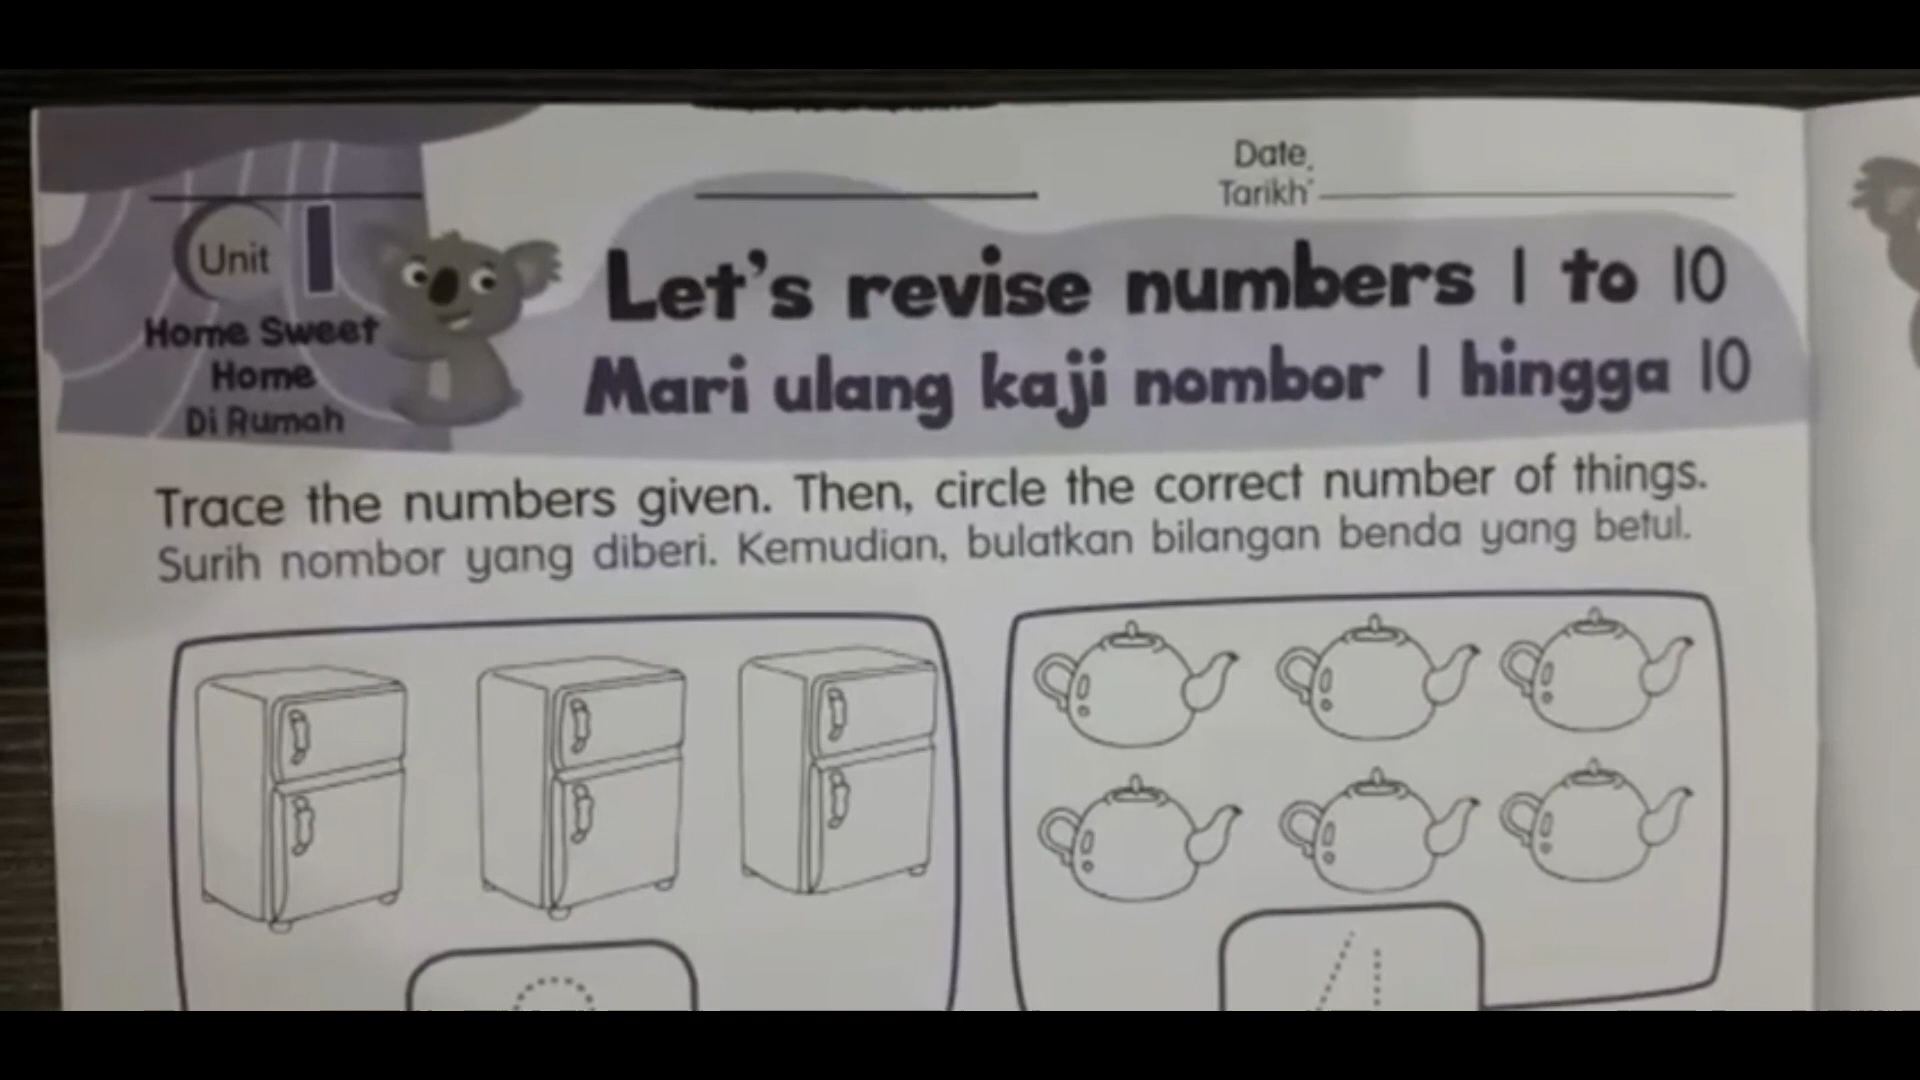 Date
Tarikh:
Unit 1
Home Sweet
Home
Di Rumah
Let's revise numbers 1 to 10
Mari ulang kaji nombor 1 hingga 10
Trace the numbers given. Then, circle the correct number of things.
Surih nombor yang diberi. Kemudian, bulatkan bilangan benda yang betul.
4